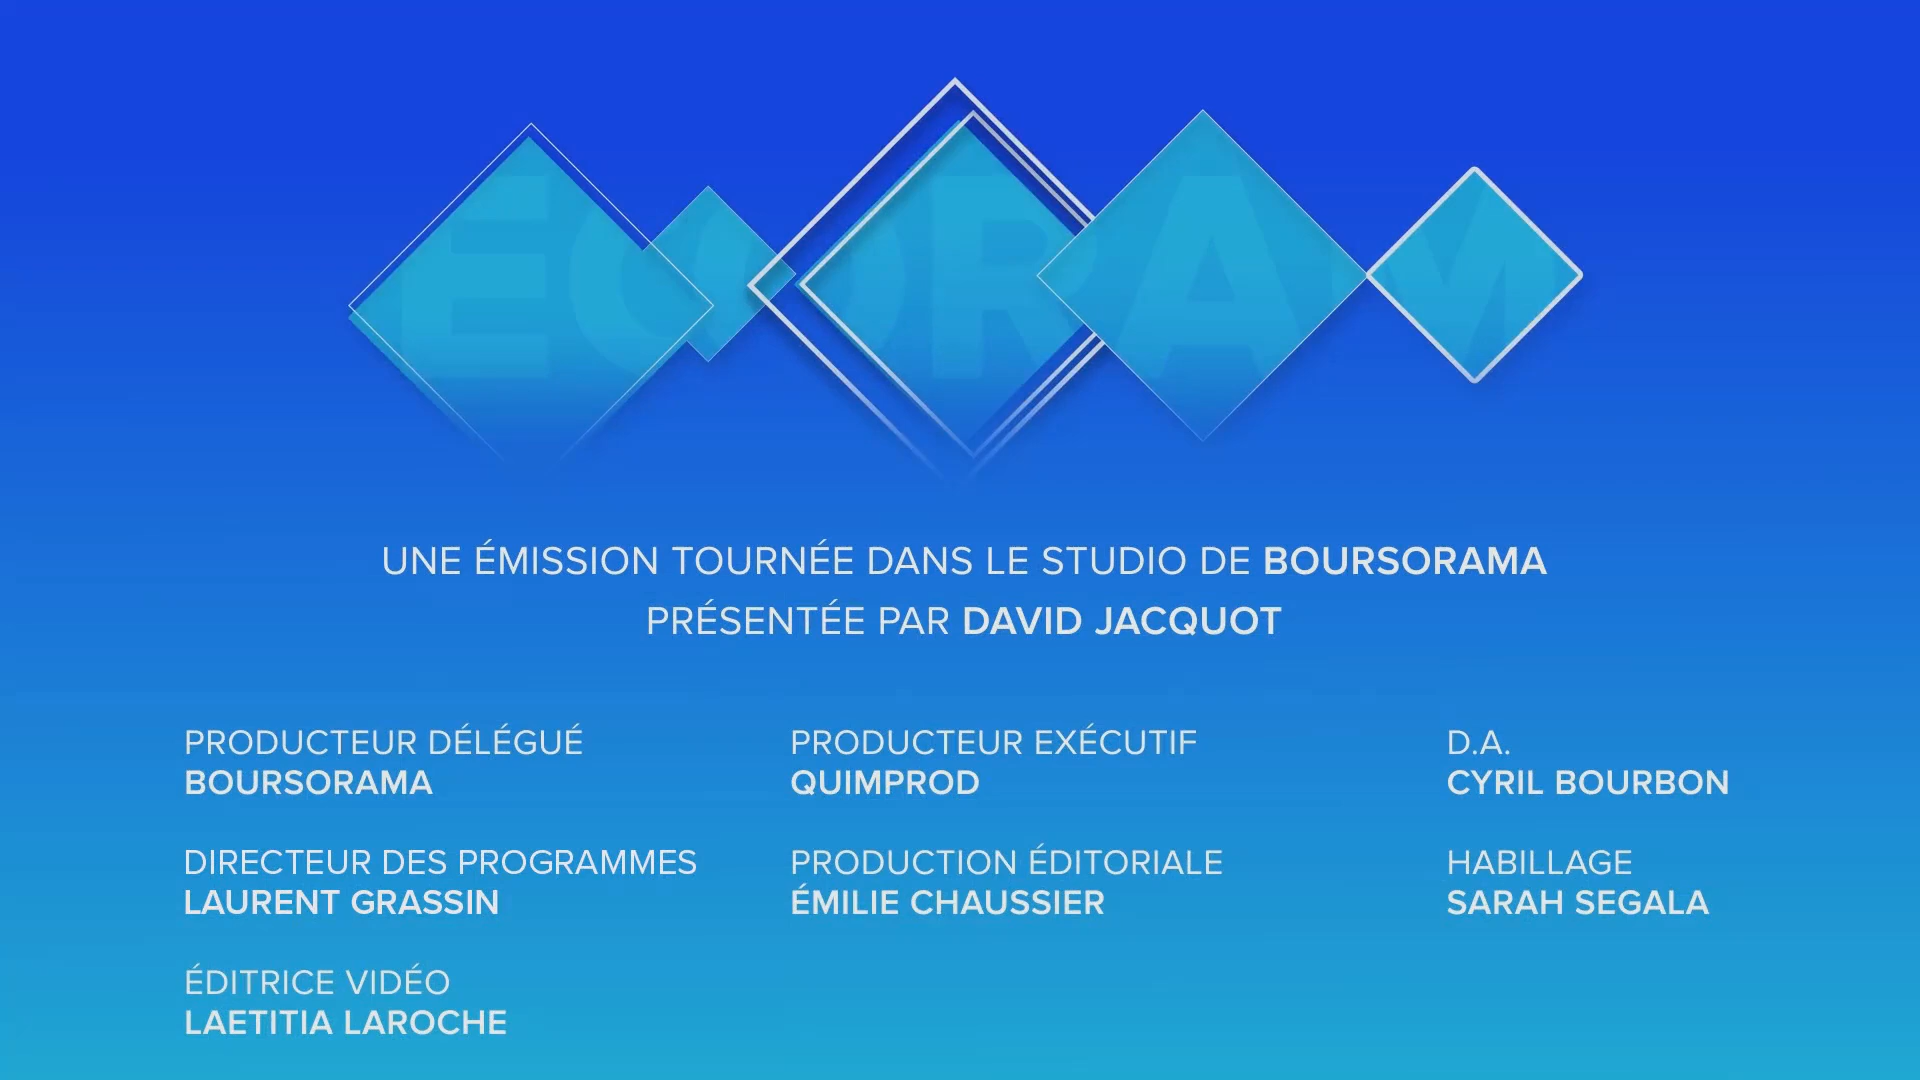 ECORAM
UNE ÉMISSION TOURNÉE DANS LE STUDIO DE BOURSORAMA
PRÉSENTÉE PAR DAVID JACQUOT
PRODUCTEUR DÉLÉGUÉ
BOURSORAMA
PRODUCTEUR EXÉCUTIF
QUIMPROD
D.A.
CYRIL BOURBON
DIRECTEUR DES PROGRAMMES
LAURENT GRASSIN
PRODUCTION ÉDITORIALE
ÉMILIE CHAUSSIER
HABILLAGE
SARAH SEGALA
ÉDITRICE VIDÉO
LAETITIA LAROCHE